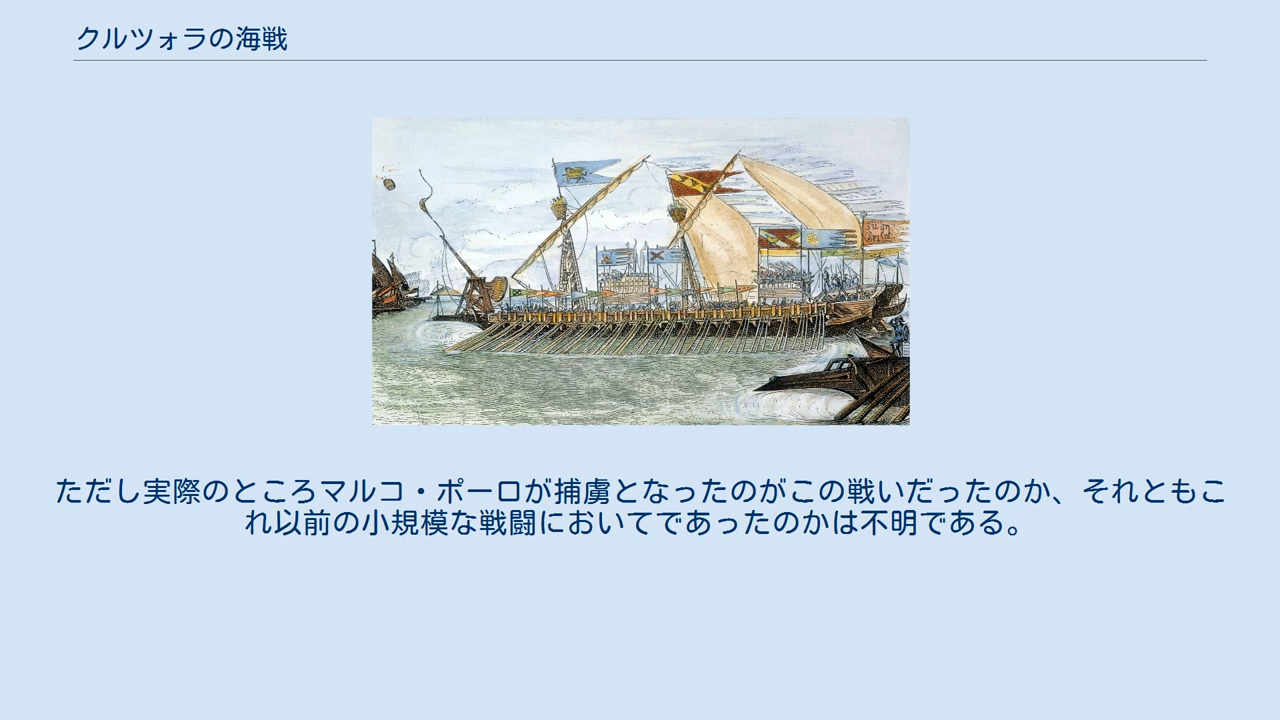 クルツォラの海戦
ただし実際のところマルコ・ポーロが捕虜となったのがこの戦いだったのか、それともこ
れ以前の小規模な戦闘においてであったのかは不明である。